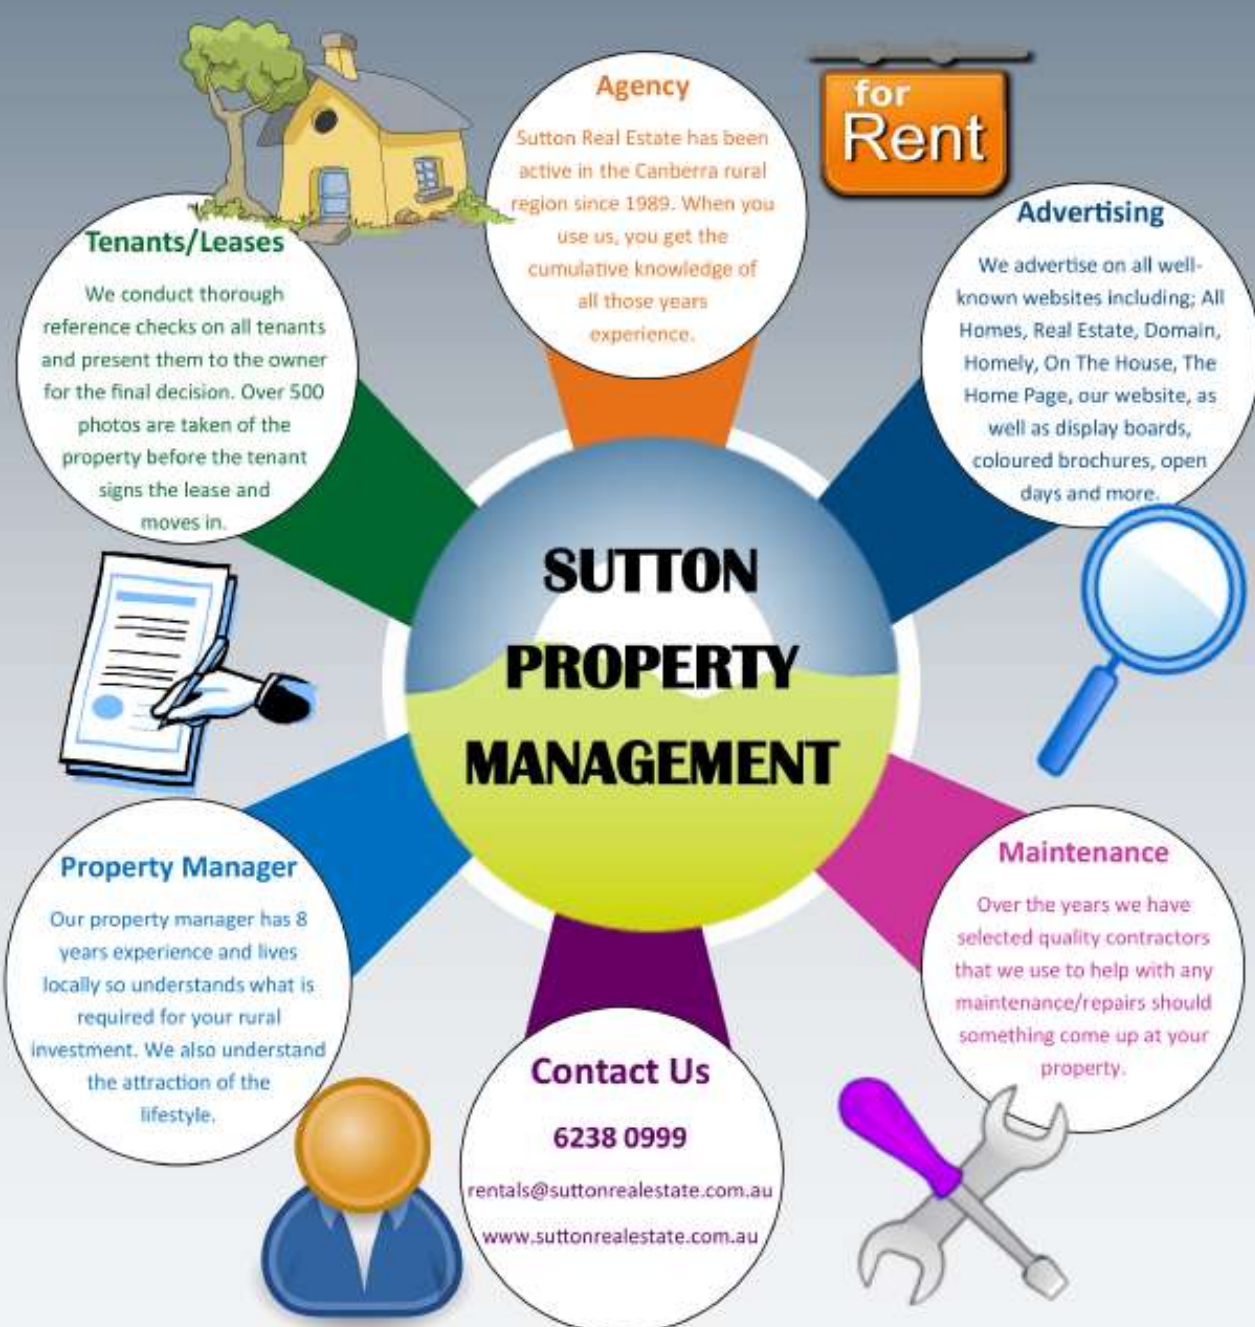 Agency
Sutton Real Estate has been
active in the Canberra rural
region since 1989. When you
use us, you get the
cumulative knowledge of
all those years
experience.
for
Rent
Advertising
We advertise on all well-
known websites including; All
Homes, Real Estate, Domain,
Homely, On The House, The
Home Page, our website, as
well as display boards,
coloured brochures, open
days and more.
Tenants/Leases
We conduct thorough
reference checks on all tenants
and present them to the owner
for the final decision. Over 500
photos are taken of the
property before the tenant
signs the lease and
moves in.
SUTTON
PROPERTY
MANAGEMENT
Property Manager
Our property manager has 8
years experience and lives
locally so understands what is
required for your rural
investment. We also understand
the attraction of the
lifestyle.
Maintenance
Over the years we have
selected quality contractors
that we use to help with any
maintenance/repairs should
something come up at your
property.
Contact Us
6238 0999
rentals@suttonrealestate.com.au
www.suttonrealestate.com.au